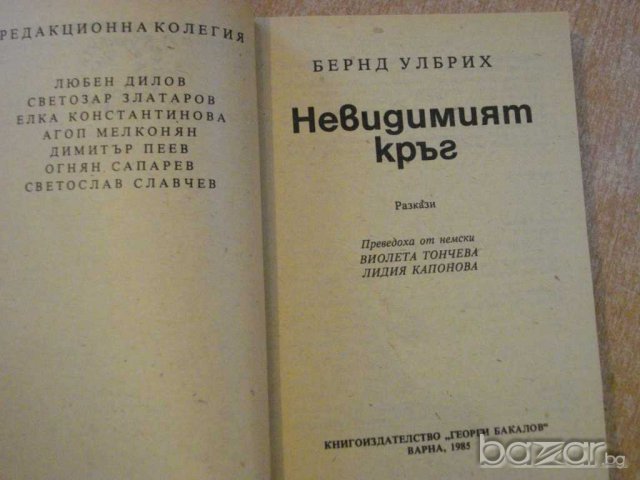 РЕДАКЦИОННА КОЛЕГИЯ
ЛЮБЕН ДИЛОВ
СВЕТОЗАР ЗЛАТАРОВ
ЕЛКА КОНСТАНТИНОВА
АГОП МЕЛКОНЯН
ДИМИТЪР ПЕЕВ
ОГНЯН САПАРЕВ
СВЕТОСЛАВ СЛАВЧЕВ
БЕРНД УЛБРИХ
Невидимият
кръг
Разкази
Преведоха от немски
ВИОЛЕТА ТОНЧЕВА
ЛИДИЯ КАПОНОВА
КНИГОИЗДАТЕЛСТВО „ГЕОРГИ БАКАЛОВ"
ВАРНА, 1985
bazar.bg